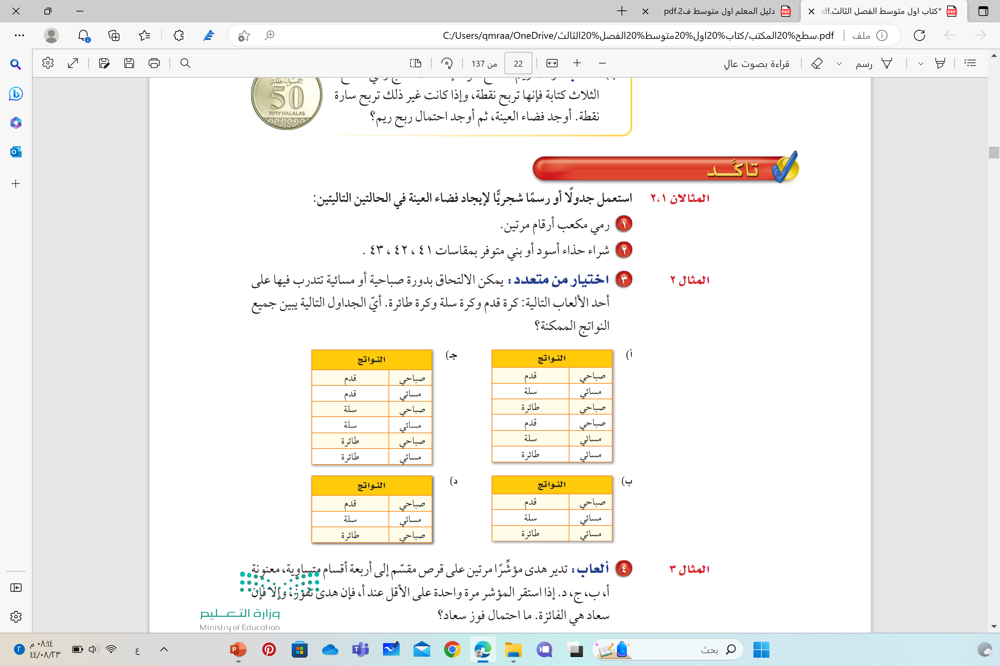 *كتاب اول متوسط الفصل الثالث.pdf
دليل المعلم اول متوسط ف2.pdf
ملف
C:/Users/qmraa/OneDrive/سطح%20المكتب/كتاب%20اول%20متوسط%20الفصل%20الثالث.pdf
رسم
قراءة بصوت عالٍ
22
من 137
الثلاث كتابة فإنها تربح نقطة، وإذا كانت غير ذلك تربح سارة
نقطة. أوجد فضاء العينة، ثم أوجد احتمال ربح ريم؟
خمسون هللة
50
FIFTY HALALAS
تأكَّد
المثالان ١،٢
استعمل جدولًا أو رسمًا شجريًّا لإيجاد فضاء العينة في الحالتين التاليتين:
١ رمي مكعب أرقام مرتين.
٢ شراء حذاء أسود أو بني متوفر بمقاسات ٤١ ، ٤٢ ، ٤٣ .
المثال ٢
٣ اختيار من متعدد : يمكن الالتحاق بدورة صباحية أو مسائية تتدرب فيها على
أحد الألعاب التالية: كرة قدم وكرة سلة وكرة طائرة. أيّ الجداول التالية يبين جميع
النواتج الممكنة؟
أ)
النواتج
صباحي قدم
مسائي سلة
صباحي طائرة
صباحي قدم
مسائي سلة
مسائي طائرة
جـ)
النواتج
صباحي قدم
مسائي قدم
صباحي سلة
مسائي سلة
صباحي طائرة
مسائي طائرة
ب)
النواتج
صباحي قدم
مسائي سلة
مسائي طائرة
د)
النواتج
صباحي قدم
مسائي سلة
صباحي طائرة
المثال ٣
٤ ألعاب : تدير هدى مؤشِّرًا مرتين على قرص مقسّم إلى أربعة أقسام متساوية، معنونة
أ، ب، ج، د. إذا استقر المؤشر مرة واحدة على الأقل عند أ، فإن هدى تفوز، وإلا فإن
سعاد هي الفائزة. ما احتمال فوز سعاد؟
وزارة التعـليم
Ministry of Education
بحث
ع
٠٨:١٤ م
٤٤/٠٨/٢٣
٢